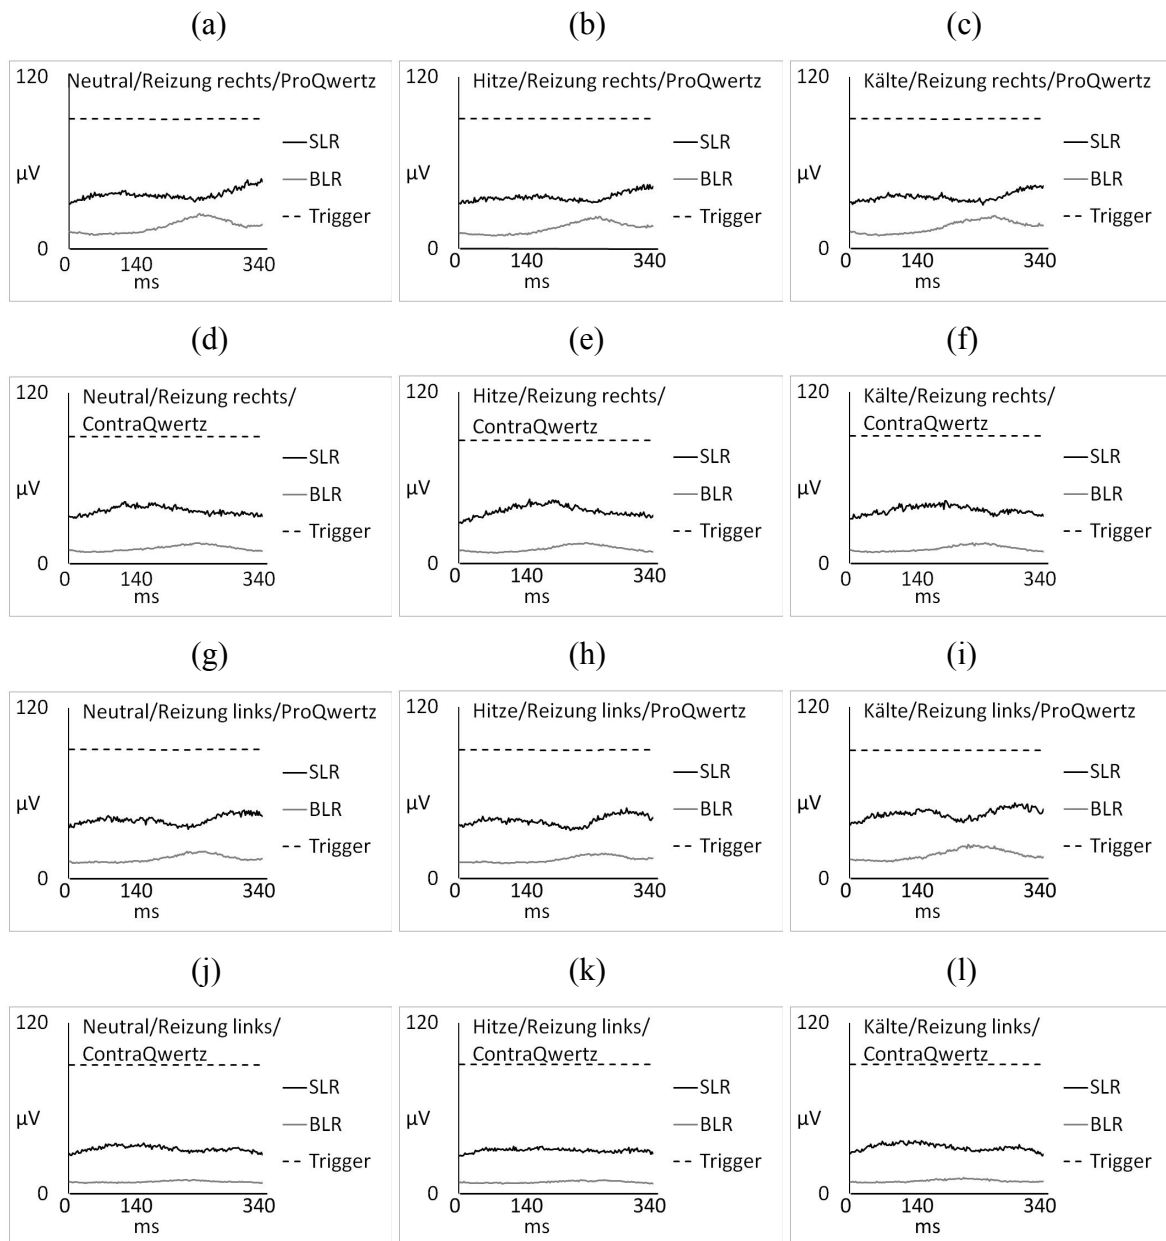 (a) (b) (c)
120 Neutral/Reizung rechts/ProQwertz
SLR
µV BLR
Trigger
0
0 140 340
ms
120 Hitze/Reizung rechts/ProQwertz
SLR
µV BLR
Trigger
0
0 140 340
ms
120 Kälte/Reizung rechts/ProQwertz
SLR
µV BLR
Trigger
0
0 140 340
ms
(d) (e) (f)
120 Neutral/Reizung rechts/
ContraQwertz
SLR
µV BLR
Trigger
0
0 140 340
ms
120 Hitze/Reizung rechts/
ContraQwertz
SLR
µV BLR
Trigger
0
0 140 340
ms
120 Kälte/Reizung rechts/
ContraQwertz
SLR
µV BLR
Trigger
0
0 140 340
ms
(g) (h) (i)
120 Neutral/Reizung links/ProQwertz
SLR
µV BLR
Trigger
0
0 140 340
ms
120 Hitze/Reizung links/ProQwertz
SLR
µV BLR
Trigger
0
0 140 340
ms
120 Kälte/Reizung links/ProQwertz
SLR
µV BLR
Trigger
0
0 140 340
ms
(j) (k) (l)
120 Neutral/Reizung links/
ContraQwertz
SLR
µV BLR
Trigger
0
0 140 340
ms
120 Hitze/Reizung links/
ContraQwertz
SLR
µV BLR
Trigger
0
0 140 340
ms
120 Kälte/Reizung links/
ContraQwertz
SLR
µV BLR
Trigger
0
0 140 340
ms